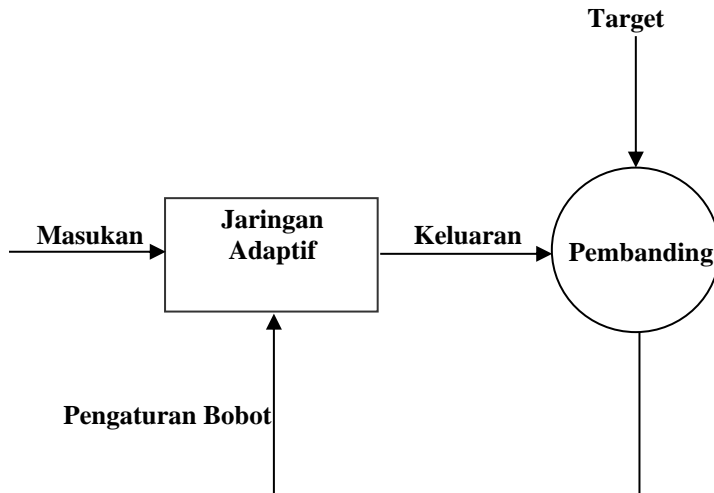 Target
Masukan
Jaringan
Adaptif
Keluaran
Pembanding
Pengaturan Bobot